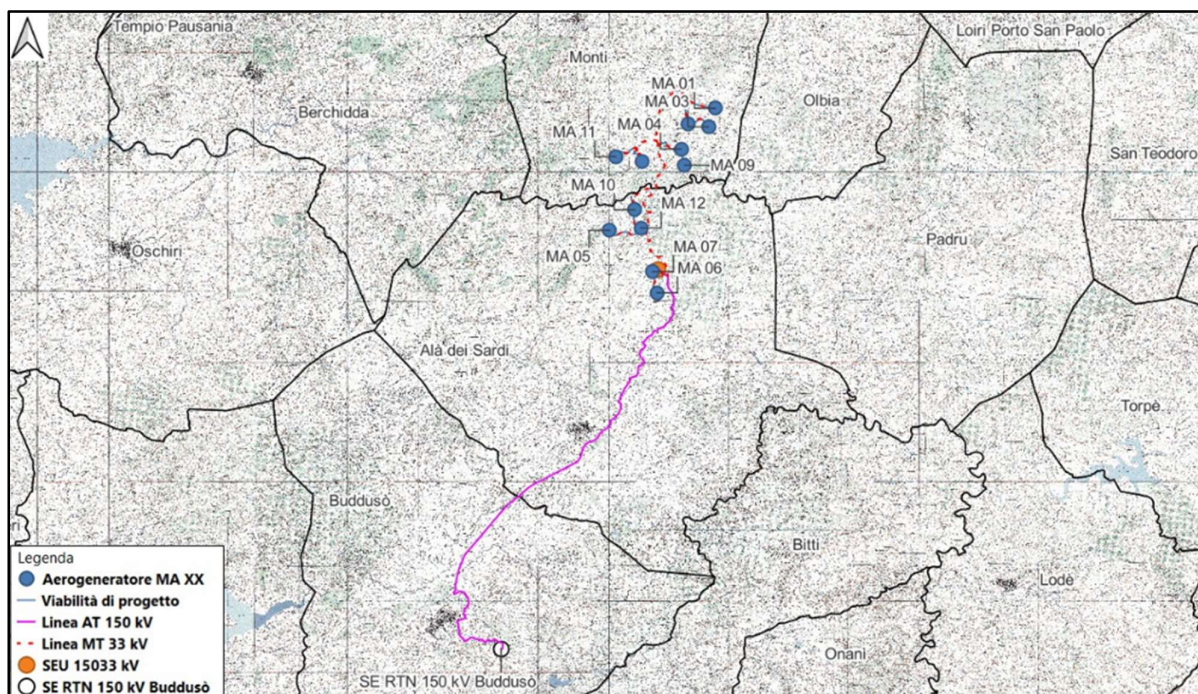 Tempio Pausania
Loiri Porto San Paolo
Monti
MA 01
MA 03
Olbia
Berchidda
MA 04
MA 11
MA 09
San Teodoro
MA 10
MA 12
Oschiri
Padru
MA 07
MA 05
MA 06
Alà dei Sardi
Torpè
Buddusò
Bitti
Lodè
Onanì
SE RTN 150 kV Buddusò
Legenda
Aerogeneratore MA XX
Viabilità di progetto
Linea AT 150 kV
Linea MT 33 kV
SEU 15033 kV
SE RTN 150 kV Buddusò